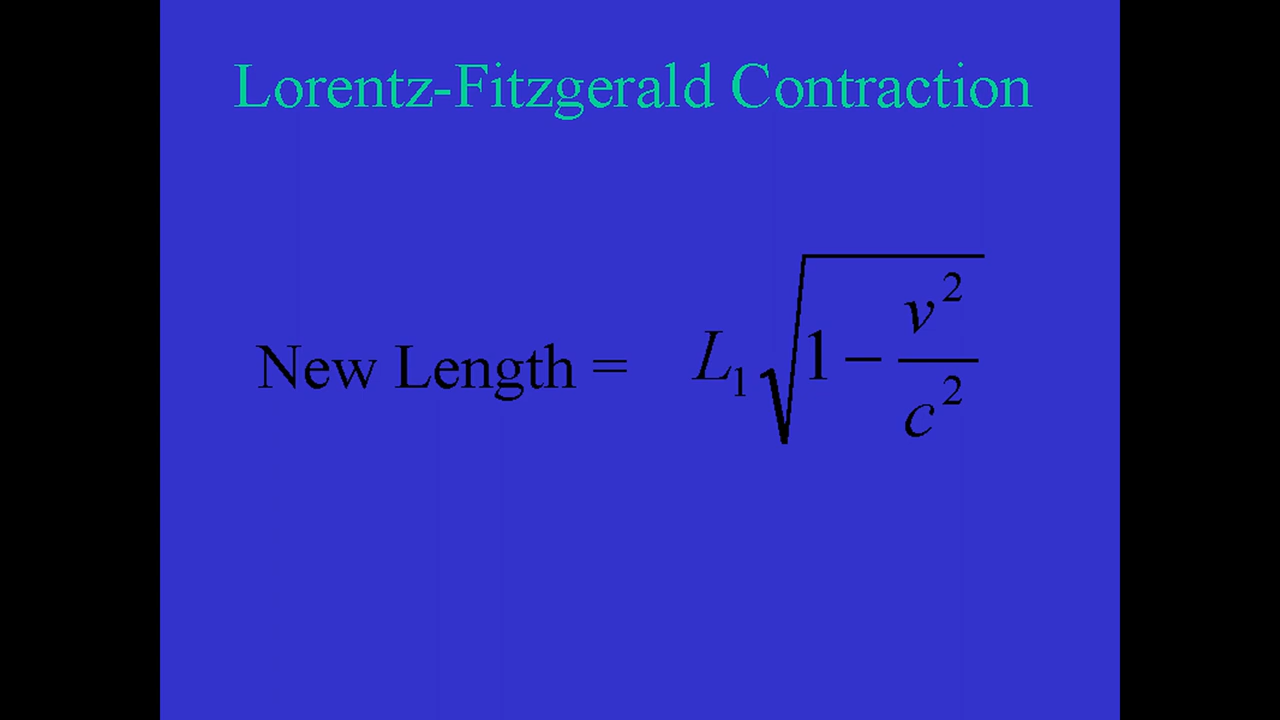 Lorentz-Fitzgerald Contraction
New Length = L₁√(1 − v²/c²)